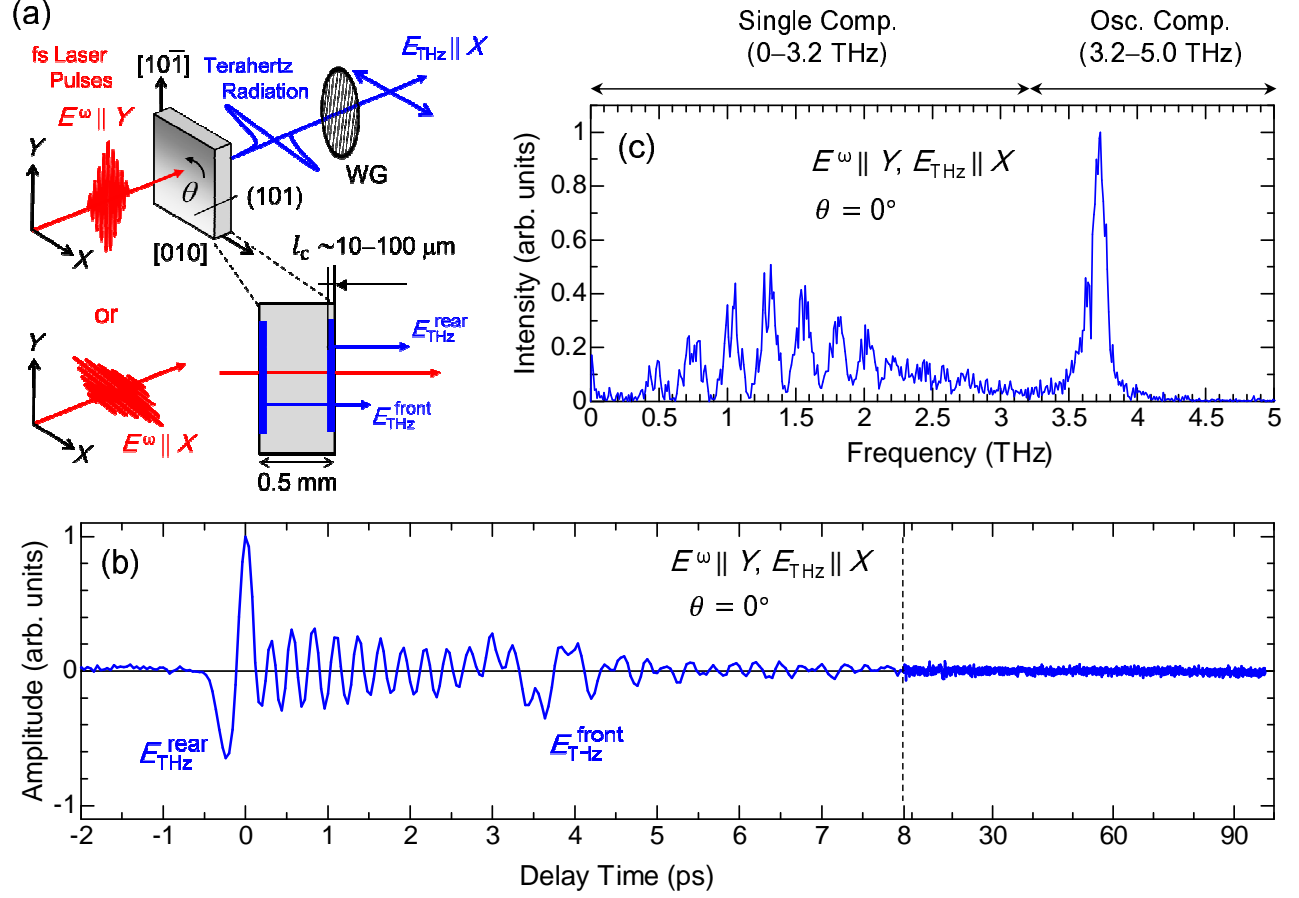 (a)
fs Laser
Pulses
E^ω || Y
[101̄]
Terahertz
Radiation
E_THz || X
WG
Y
X
θ
(101)
[010]
l_c ~10–100 μm
or
Y
X
E^ω || X
E_THz^rear
E_THz^front
0.5 mm
Single Comp.
(0–3.2 THz)
Osc. Comp.
(3.2–5.0 THz)
(c)
E^ω || Y, E_THz || X
θ = 0°
Intensity (arb. units)
1
0.8
0.6
0.4
0.2
0
0 0.5 1 1.5 2 2.5 3 3.5 4 4.5 5
Frequency (THz)
(b)
E^ω || Y, E_THz || X
θ = 0°
Amplitude (arb. units)
1
0
-1
E_THz^rear
E_THz^front
-2 -1 0 1 2 3 4 5 6 7 8 30 60 90
Delay Time (ps)